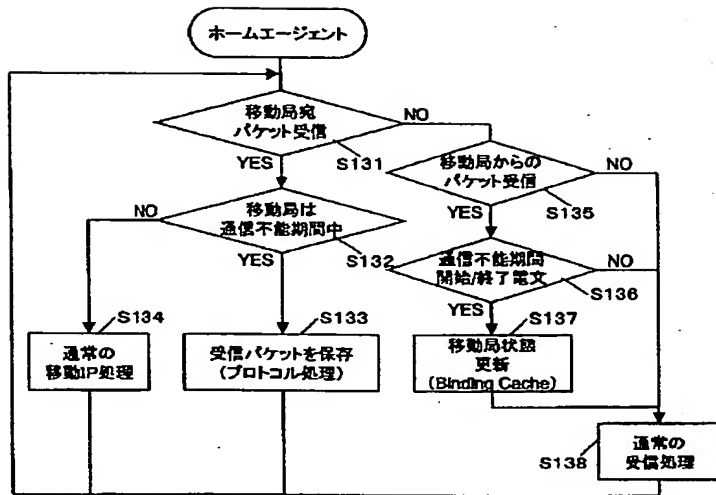 ホームエージェント
移動局宛
パケット受信
NO
YES
S131
移動局からの
パケット受信
NO
YES
S135
移動局は
通信不能期間中
NO
YES
S132
通信不能期間
開始/終了電文
NO
YES
S136
S134
通常の
移動IP処理
S133
受信パケットを保存
(プロトコル処理)
S137
移動局状態
更新
(Binding Cache)
通常の
受信処理
S138